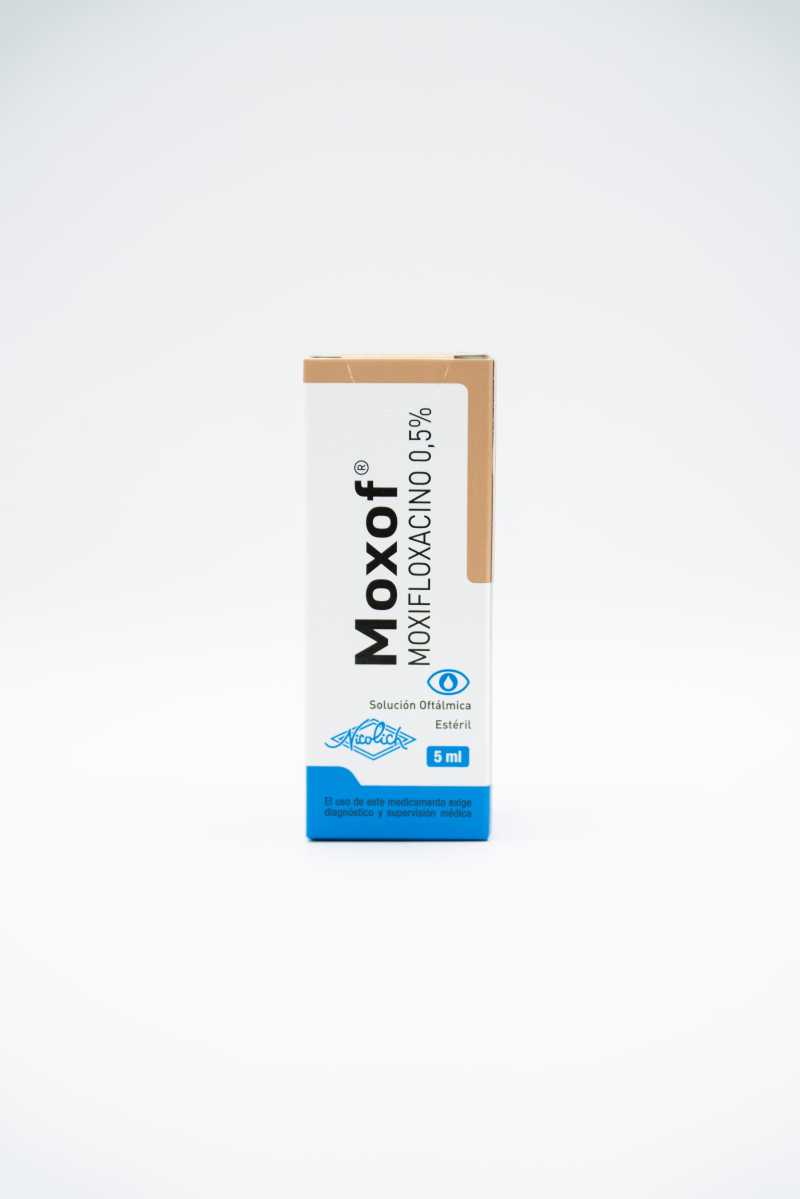 Moxof®
MOXIFLOXACINO 0,5%
Solución Oftálmica
Estéril
Nicolich
5 ml
El uso de este medicamento exige
diagnóstico y supervisión médica